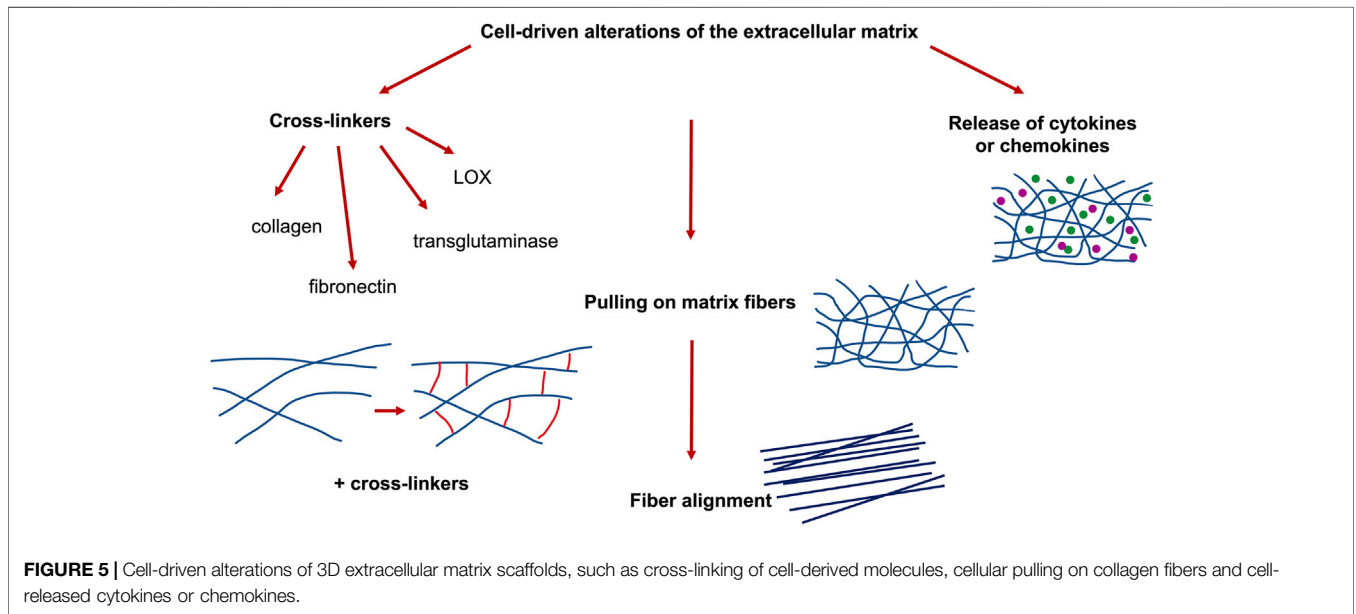 Cell-driven alterations of the extracellular matrix
Cross-linkers
Release of cytokines
or chemokines
LOX
collagen
transglutaminase
fibronectin
Pulling on matrix fibers
+ cross-linkers
Fiber alignment
FIGURE 5 | Cell-driven alterations of 3D extracellular matrix scaffolds, such as cross-linking of cell-derived molecules, cellular pulling on collagen fibers and cell-
released cytokines or chemokines.